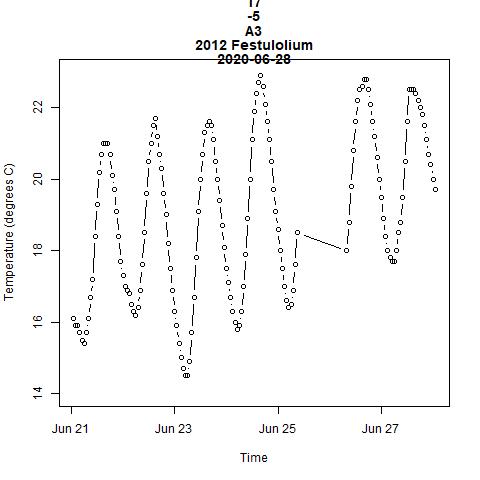 17
-5
A3
2012 Festulolium
2020-06-28
Temperature (degrees C)
22
20
18
16
14
Jun 21
Jun 23
Jun 25
Jun 27
Time